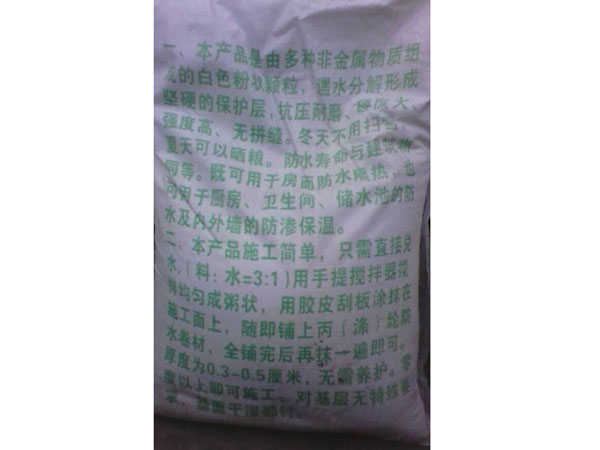 一、本产品是由多种非金属物质组
成的白色粉状颗粒，遇水分解形成
坚硬的保护层，抗压耐磨、硬度大、
强度高、无拼缝。冬天不用扫雪，
夏天可以晒粮。防水寿命与建筑物
同等。既可用于房面防水隔热，也
可用于厨房、卫生间、储水池的防
水及内外墙的防渗保温。
二、本产品施工简单，只需直接兑
水，(料：水=3:1)用手提搅拌器搅
拌均匀成粥状，用胶皮刮板涂抹在
施工面上，随即铺上丙（涤）纶防
水卷材，全铺完后再抹一遍即可。
厚度为0.3-0.5厘米，无需养护。零
度以上即可施工。对基层无特殊要
求，基面干湿都行。